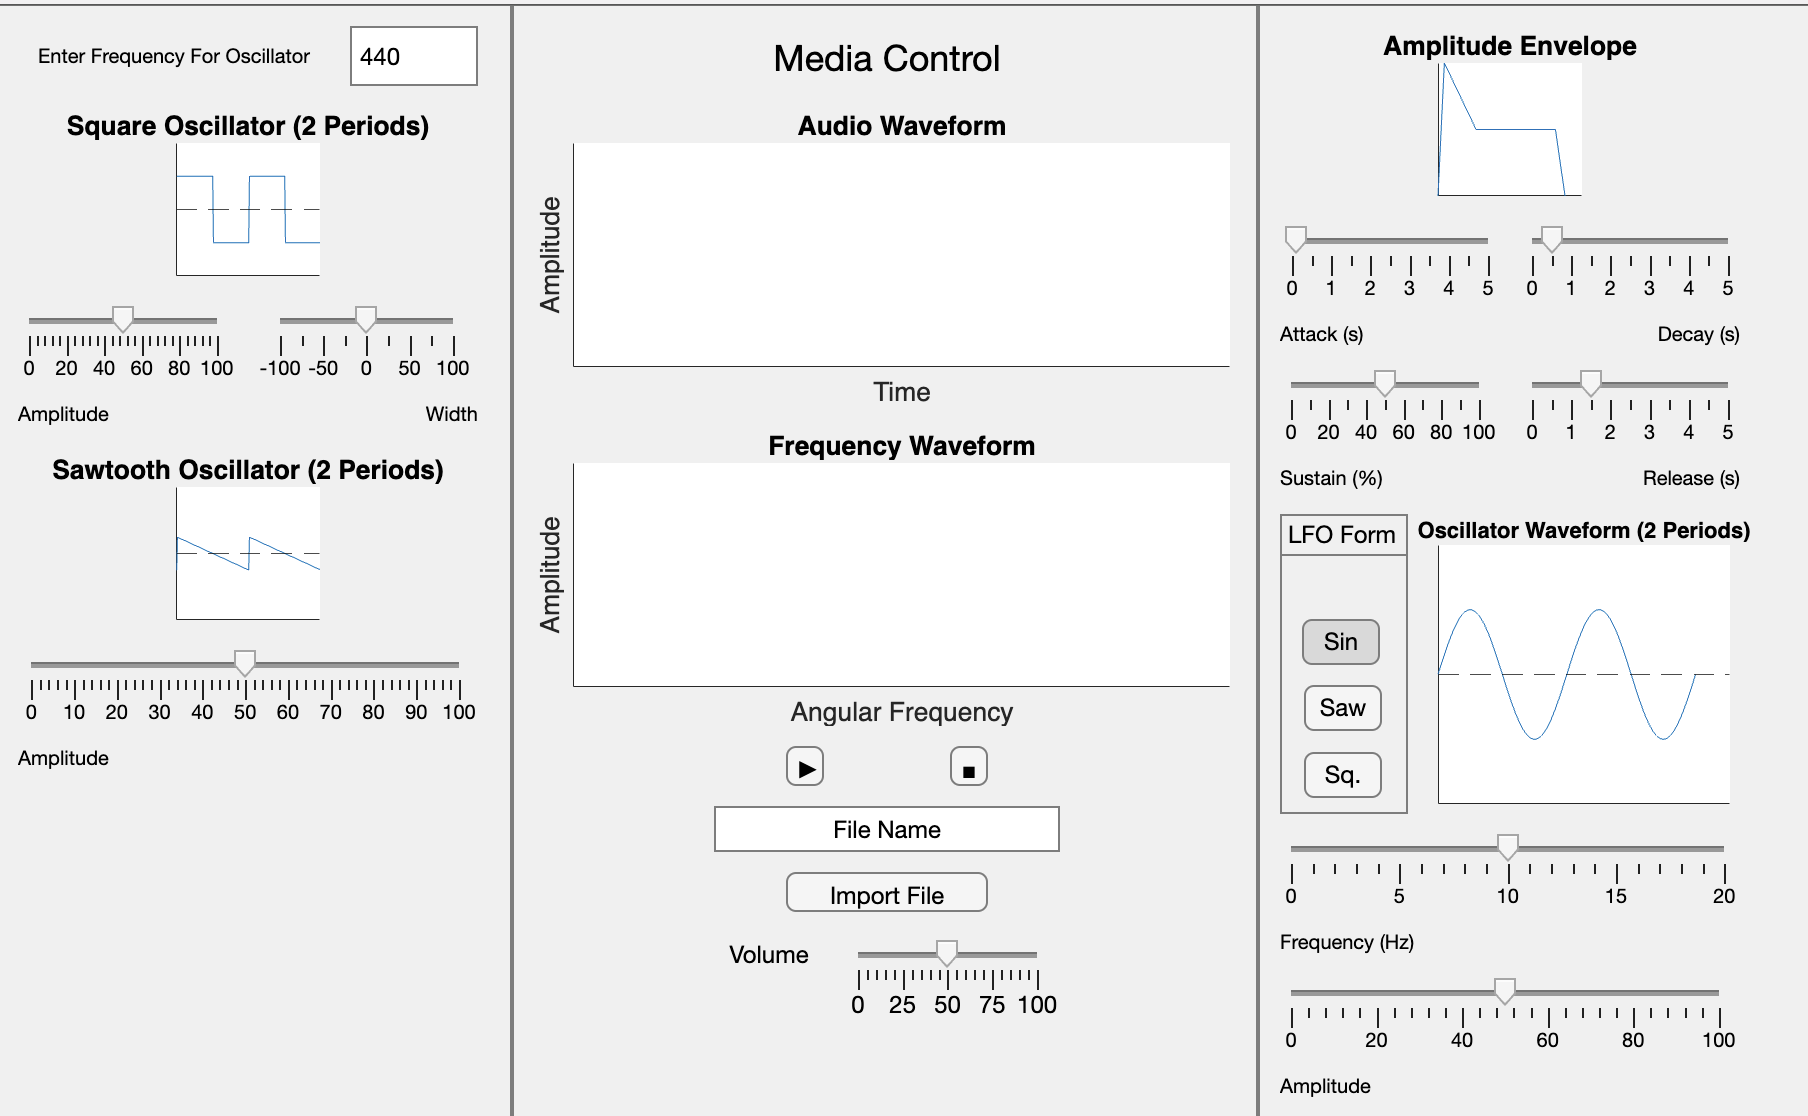 Enter Frequency For Oscillator 440
Square Oscillator (2 Periods)
0 20 40 60 80 100
-100 -50 0 50 100
Amplitude
Width
Sawtooth Oscillator (2 Periods)
0 10 20 30 40 50 60 70 80 90 100
Amplitude
Media Control
Audio Waveform
Amplitude
Time
Frequency Waveform
Amplitude
Angular Frequency
File Name
Import File
Volume
0 25 50 75 100
Amplitude Envelope
0 1 2 3 4 5
0 1 2 3 4 5
Attack (s)
Decay (s)
0 20 40 60 80 100
0 1 2 3 4 5
Sustain (%)
Release (s)
LFO Form
Sin
Saw
Sq.
Oscillator Waveform (2 Periods)
0 5 10 15 20
Frequency (Hz)
0 20 40 60 80 100
Amplitude